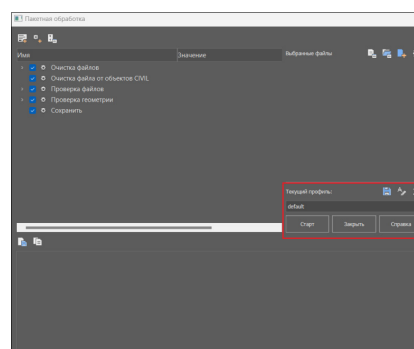 Пакетная обработка
Имя
Значение
Очистка файлов
Очистка файла от объектов CIVIL
Проверка файлов
Проверка геометрии
Сохранить
Выбранные файлы
Текущий профиль:
default
Старт
Закрыть
Справка